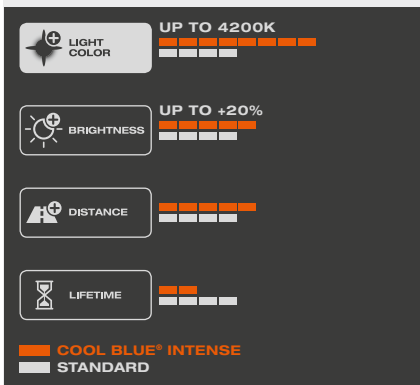 UP TO 4200K
LIGHT
COLOR
UP TO +20%
BRIGHTNESS
DISTANCE
LIFETIME
COOL BLUE® INTENSE
STANDARD